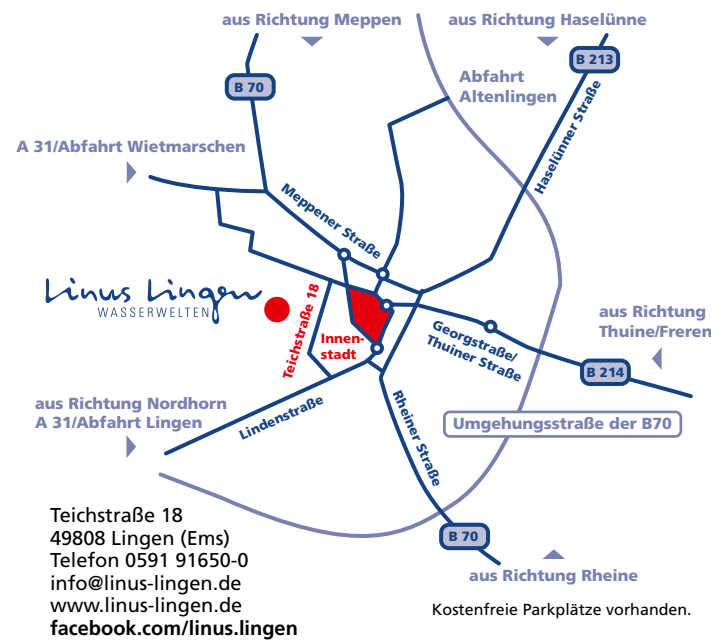 aus Richtung Meppen
aus Richtung Haselünne
B 213
B 70
Abfahrt
Altenlingen
A 31/Abfahrt Wietmarschen
Haselünner Straße
Meppener Straße
Linus Lingen
WASSERWELTEN
Teichstraße 18
Innen-
stadt
Georgstraße/
Thuiner Straße
aus Richtung
Thuine/Freren
B 214
aus Richtung Nordhorn
A 31/Abfahrt Lingen
Lindenstraße
Rheiner Straße
Umgehungsstraße der B70
B 70
aus Richtung Rheine
Teichstraße 18
49808 Lingen (Ems)
Telefon 0591 91650-0
info@linus-lingen.de
www.linus-lingen.de
facebook.com/linus.lingen
Kostenfreie Parkplätze vorhanden.